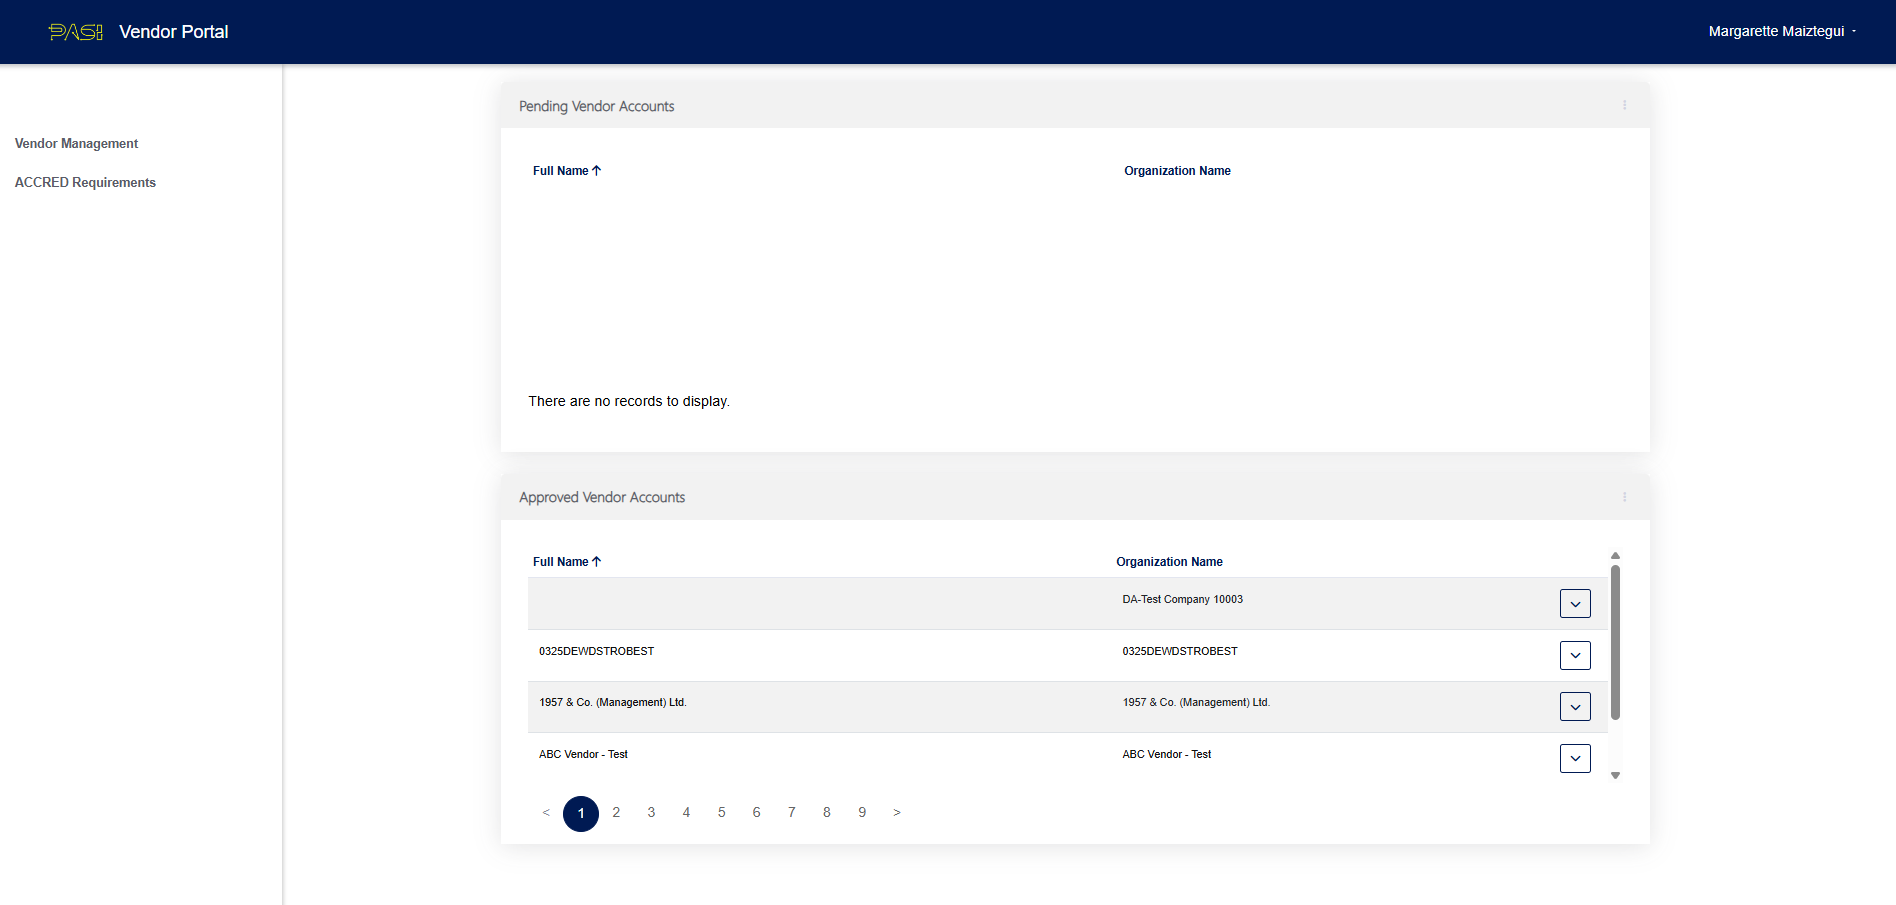 PASI Vendor Portal
Margarette Maiztegui
Vendor Management
ACCRED Requirements
Pending Vendor Accounts
Full Name Organization Name
There are no records to display.
Approved Vendor Accounts
Full Name Organization Name
DA-Test Company 10003
0325DEWDSTROBEST 0325DEWDSTROBEST
1957 & Co. (Management) Ltd. 1957 & Co. (Management) Ltd.
ABC Vendor - Test ABC Vendor - Test
< 1 2 3 4 5 6 7 8 9 >